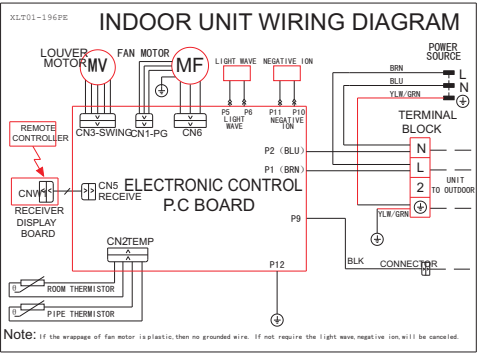 XLT01-196PE
INDOOR UNIT WIRING DIAGRAM
LOUVER
MOTOR
MV
FAN MOTOR
MF
LIGHT WAVE
NEGATIVE ION
POWER
SOURCE
BRN
L
BLU
N
YLW/GRN
P5 P6
LIGHT
WAVE
P11 P10
NEGATIVE
ION
TERMINAL
BLOCK
CN3-SWING
CN1-PG
CN6
REMOTE
CONTROLLER
P2 (BLU)
N
P1 (BRN)
L
2
UNIT
TO OUTDOOR
CNW1
CN5
RECEIVE
ELECTRONIC CONTROL
P.C BOARD
RECEIVER
DISPLAY
BOARD
P9
YLW/GRN
CN2TEMP
P12
BLK
CONNECTOR
θ
ROOM THERMISTOR
θ
PIPE THERMISTOR
Note: If the wrappage of fan motor is plastic, then no grounded wire. If not require the light wave, negative ion, will be canceled.